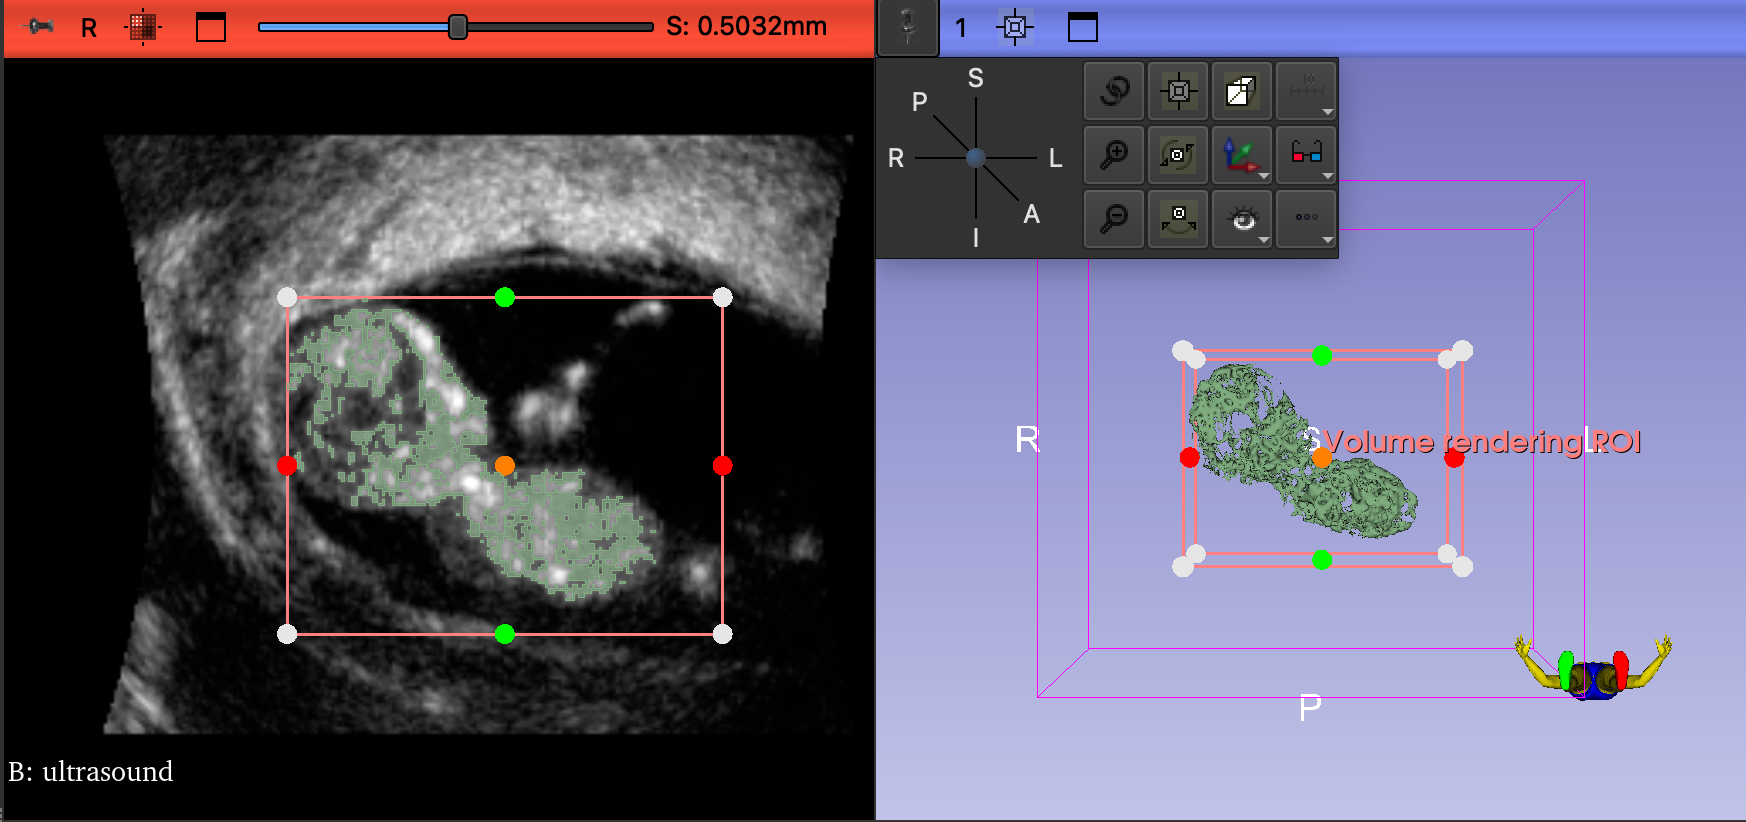 R
S: 0.5032mm
1
S
P
R
L
A
I
R
S
Volume rendering ROI
L
P
B: ultrasound